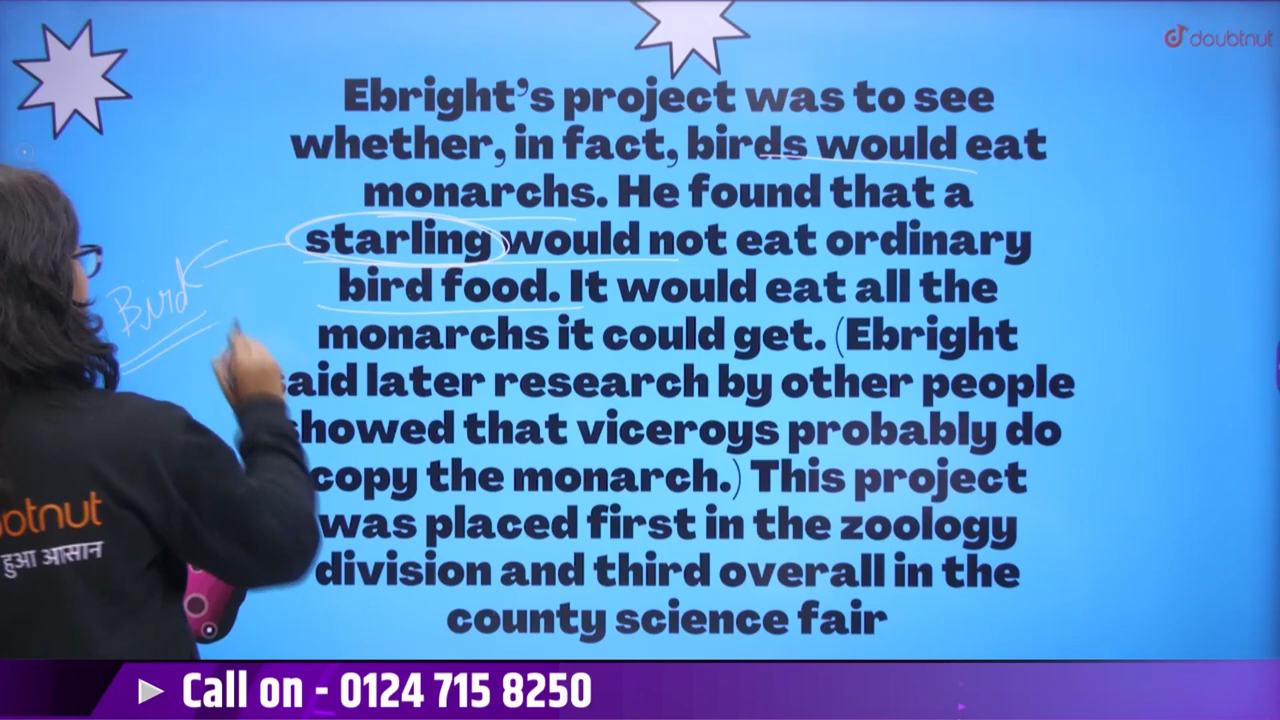 doubtnut
Ebright's project was to see
whether, in fact, birds would eat
monarchs. He found that a
starling would not eat ordinary
bird food. It would eat all the
monarchs it could get. (Ebright
said later research by other people
showed that viceroys probably do
copy the monarch.) This project
was placed first in the zoology
division and third overall in the
county science fair
Bird
otnut
हुआ आसान
Call on - 0124 715 8250